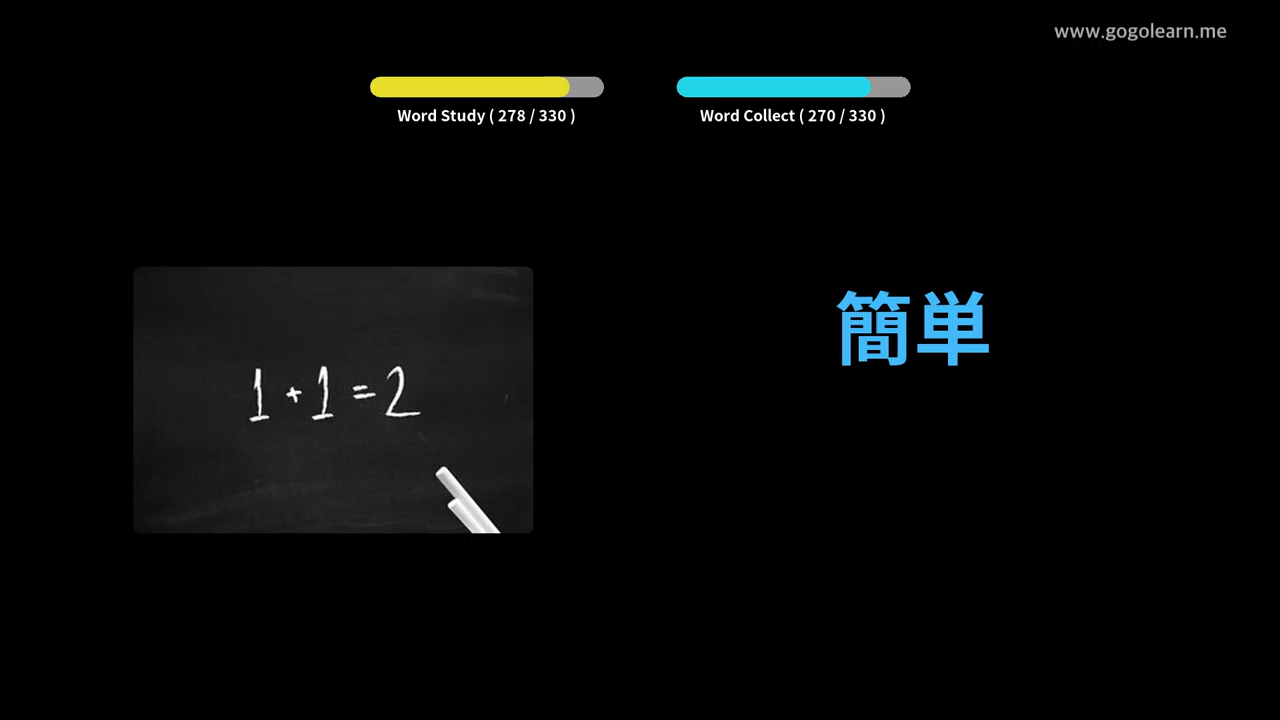 www.gogolearn.me
Word Study ( 278 / 330 )
Word Collect ( 270 / 330 )
1 + 1 = 2
簡単